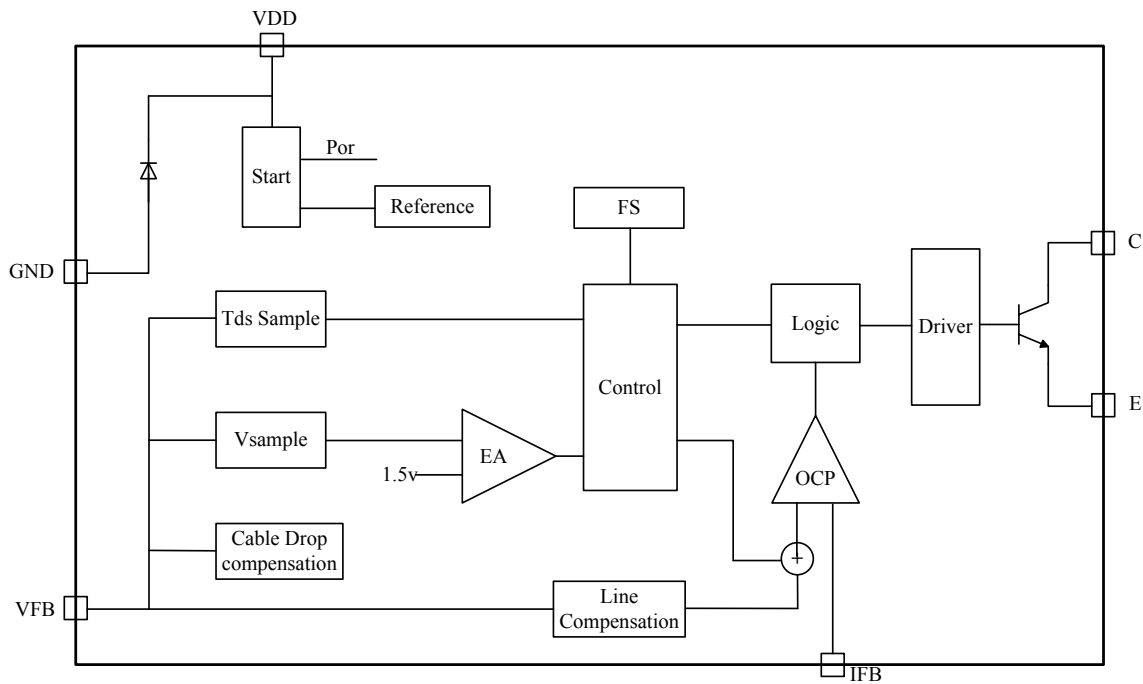 VDD
Por
Start
Reference
FS
C
GND
Tds Sample
Logic
Driver
Control
E
Vsample
EA
1.5v
OCP
Cable Drop
compensation
+
VFB
Line
Compensation
IFB